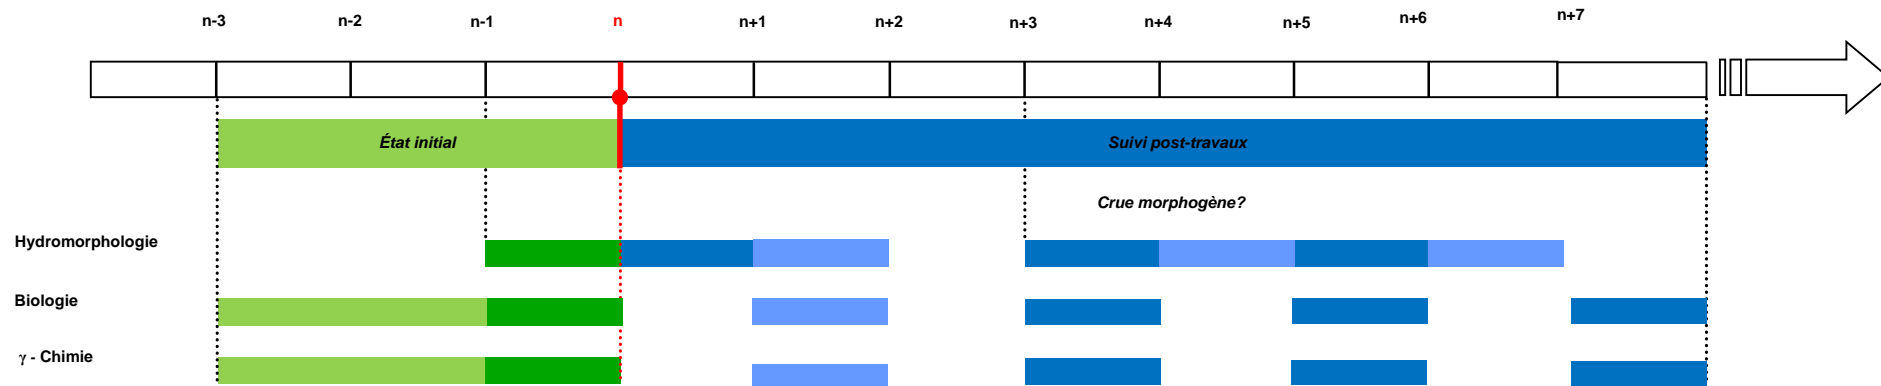 n-3 n-2 n-1 n n+1 n+2 n+3 n+4 n+5 n+6 n+7
État initial Suivi post-travaux
Crue morphogène?
Hydromorphologie
Biologie
γ - Chimie